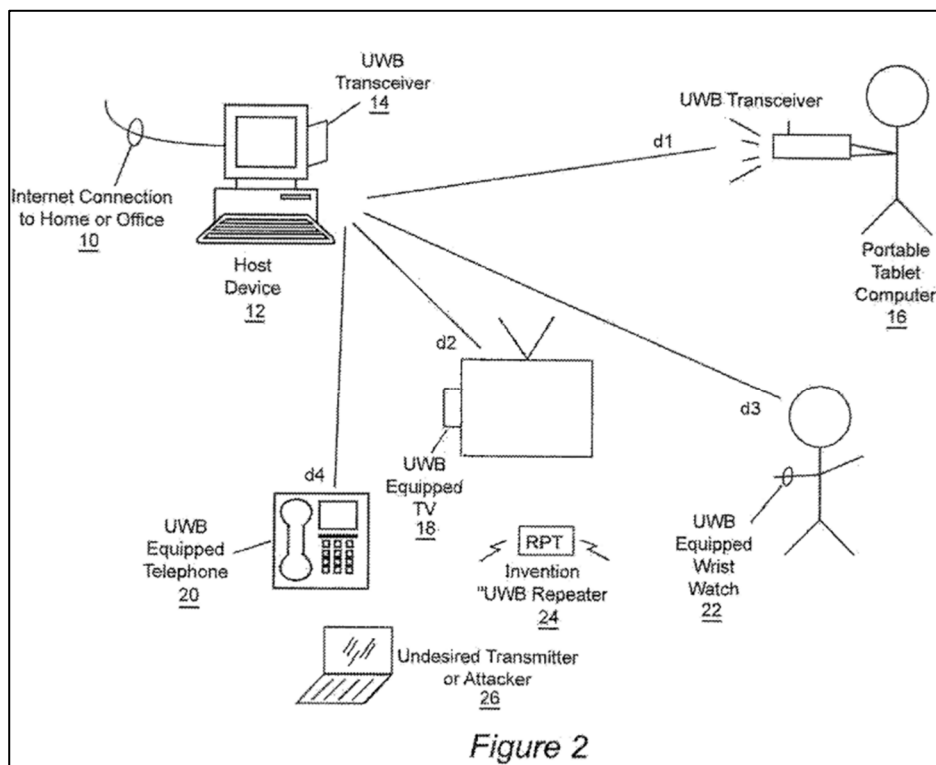 UWB
Transceiver
14
Internet Connection
to Home or Office
10
Host
Device
12
UWB Transceiver
d1
Portable
Tablet
Computer
16
d2
d3
UWB
Equipped
TV
18
d4
UWB
Equipped
Telephone
20
RPT
Invention
"UWB Repeater
24
UWB
Equipped
Wrist
Watch
22
Undesired Transmitter
or Attacker
26
Figure 2